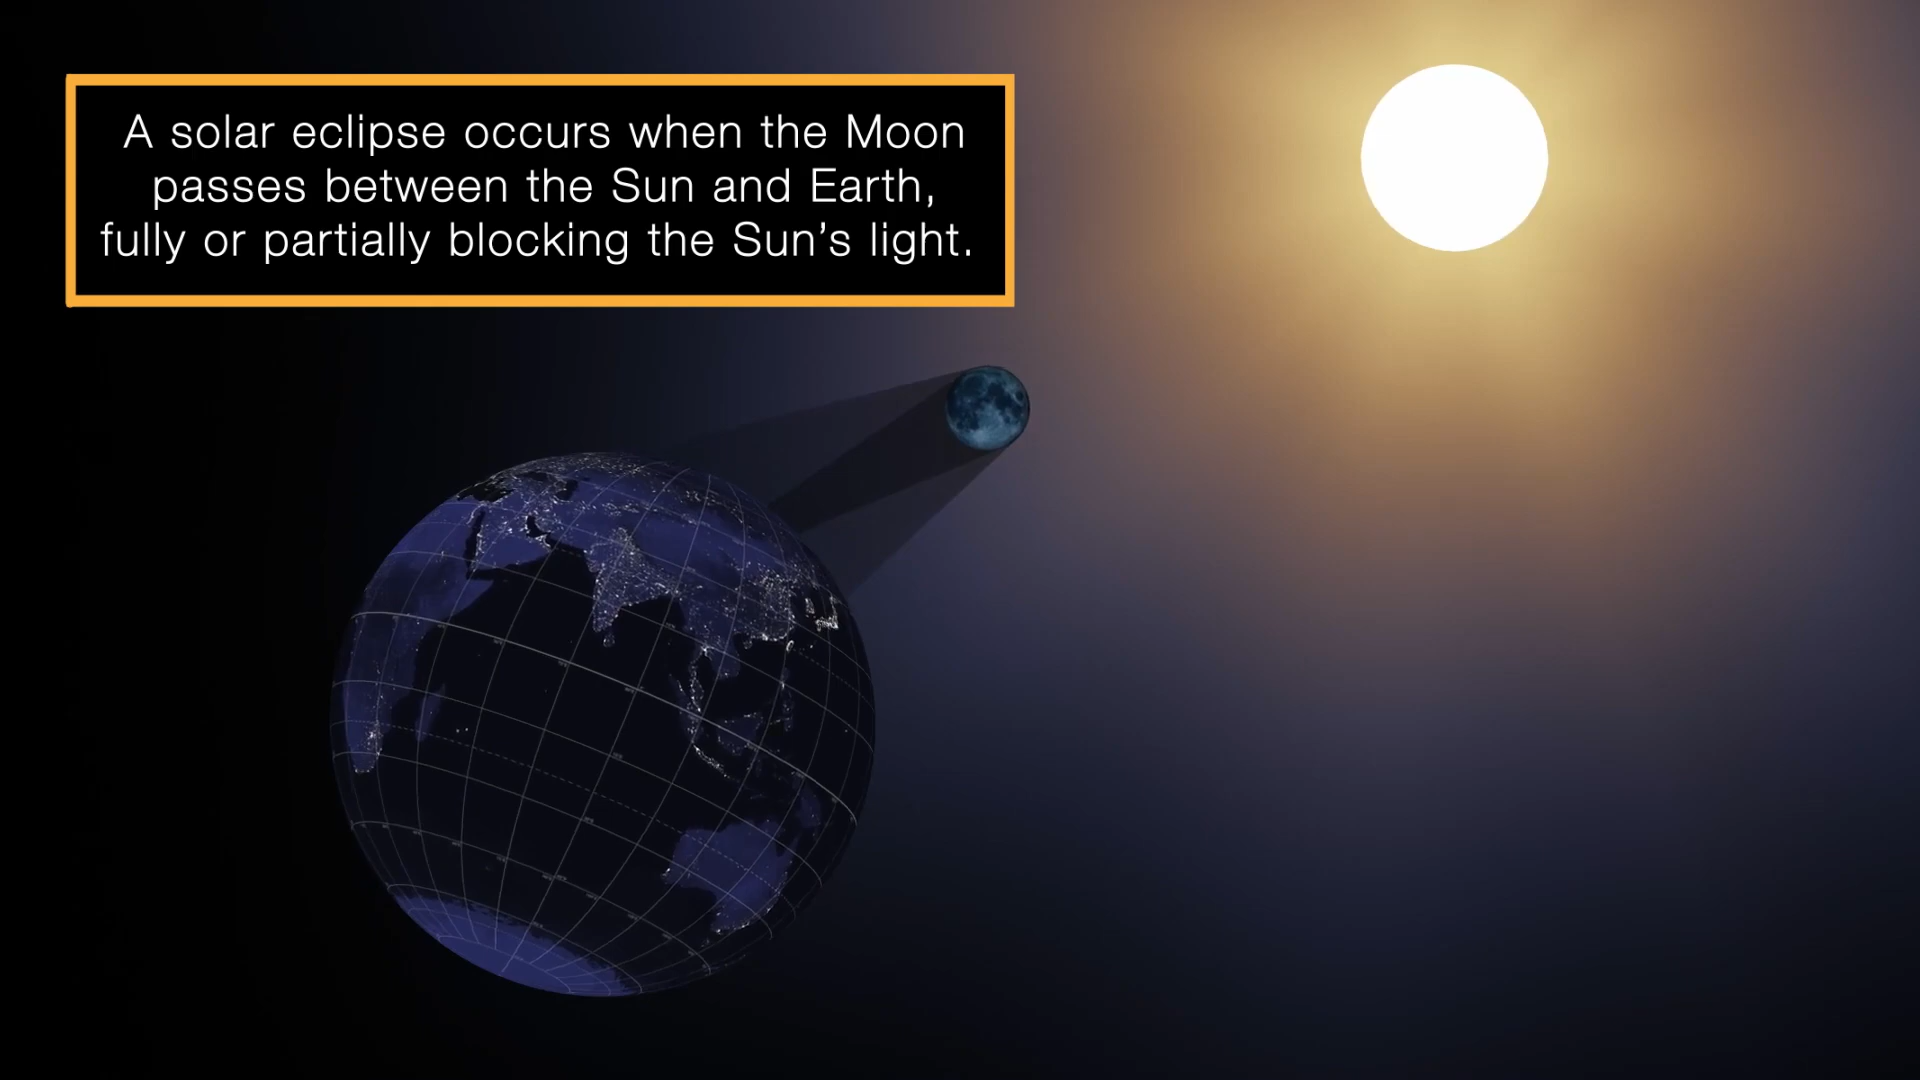 A solar eclipse occurs when the Moon
passes between the Sun and Earth,
fully or partially blocking the Sun’s light.